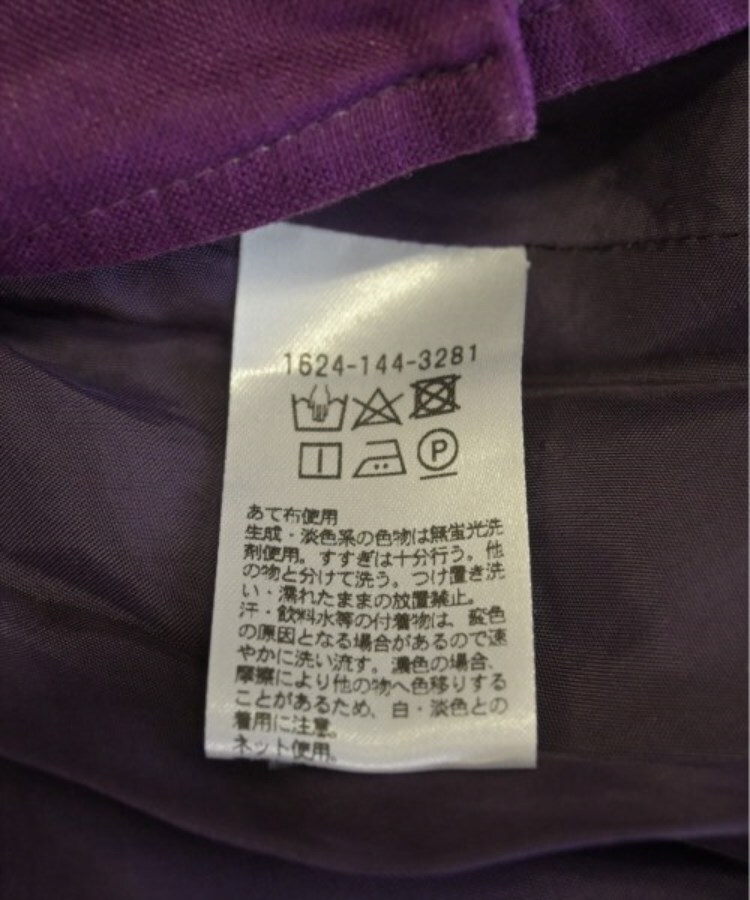 1624-144-3281
P
あて布使用
生成・淡色系の色物は無蛍光洗
剤使用。すすぎは十分行う。他
の物と分けて洗う。つけ置き洗
い・濡れたままの放置禁止。
汗・飲料水等の付着物は、変色
の原因となる場合があるので速
やかに洗い流す。濃色の場合、
摩擦により他の物へ色移りする
ことがあるため、白・淡色との
着用に注意。
ネット使用。